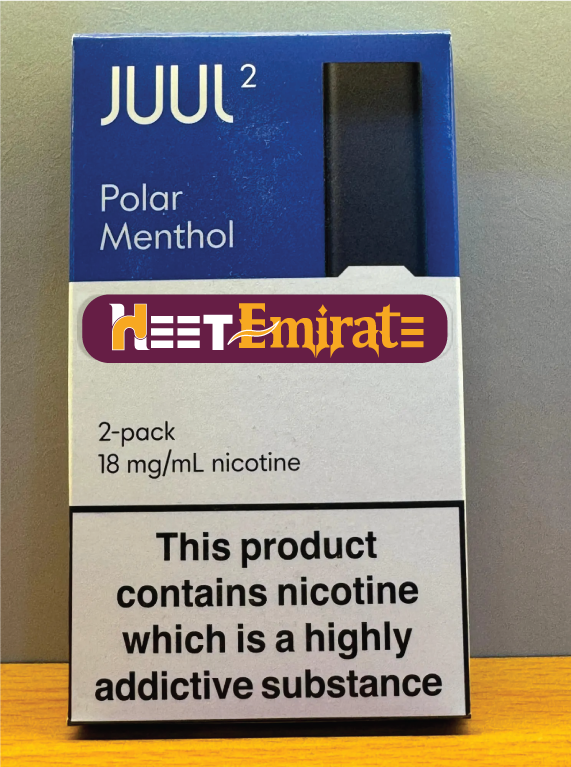 JUUL2
Polar
Menthol
HEETEmirate
2-pack
18 mg/mL nicotine
This product
contains nicotine
which is a highly
addictive substance